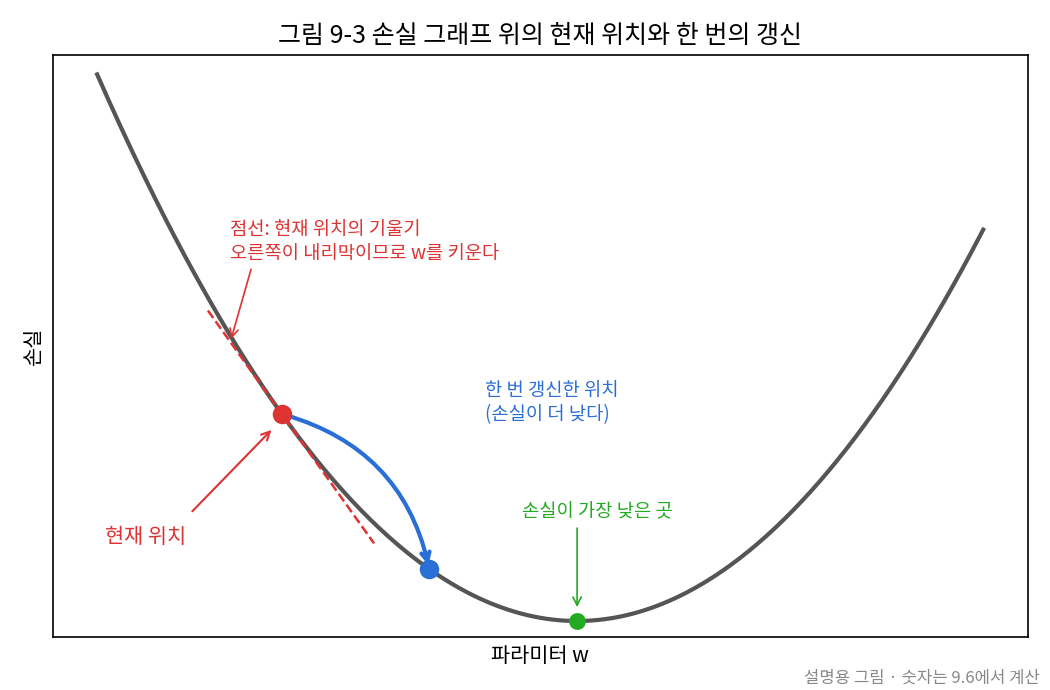 그림 9-3 손실 그래프 위의 현재 위치와 한 번의 갱신
점선: 현재 위치의 기울기
오른쪽이 내리막이므로 w를 키운다
손실
한 번 갱신한 위치
(손실이 더 낮다)
손실이 가장 낮은 곳
현재 위치
파라미터 w
설명용 그림 · 숫자는 9.6에서 계산